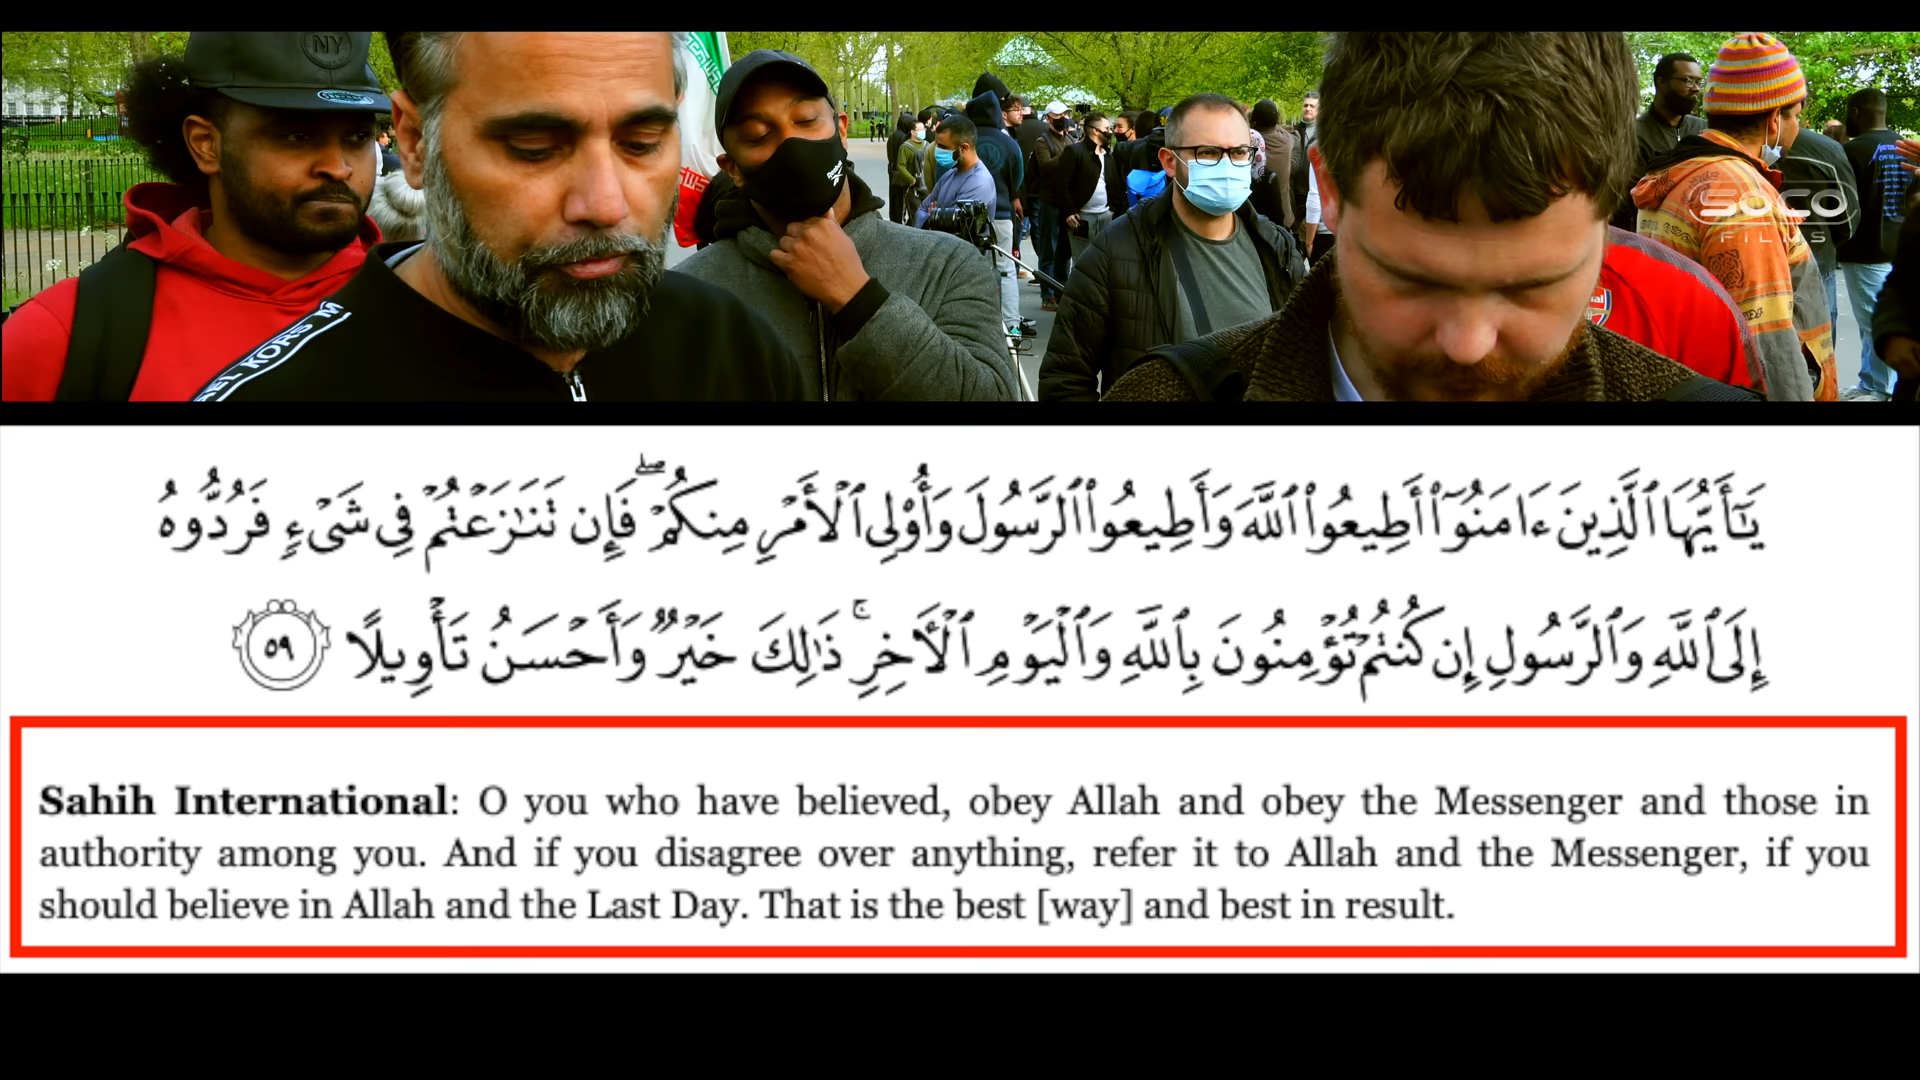 NY
EL KORS M
SOCO
FILMS
يَـٰٓأَيُّهَا ٱلَّذِينَ ءَامَنُوٓا۟ أَطِيعُوا۟ ٱللَّهَ وَأَطِيعُوا۟ ٱلرَّسُولَ وَأُو۟لِى ٱلْأَمْرِ مِنكُمْ ۖ فَإِن تَنَـٰزَعْتُمْ فِى شَىْءٍ فَرُدُّوهُ
إِلَى ٱللَّهِ وَٱلرَّسُولِ إِن كُنتُمْ تُؤْمِنُونَ بِٱللَّهِ وَٱلْيَوْمِ ٱلْـَٔاخِرِ ۚ ذَٰلِكَ خَيْرٌ وَأَحْسَنُ تَأْوِيلًا ٥٩
Sahih International: O you who have believed, obey Allah and obey the Messenger and those in
authority among you. And if you disagree over anything, refer it to Allah and the Messenger, if you
should believe in Allah and the Last Day. That is the best [way] and best in result.